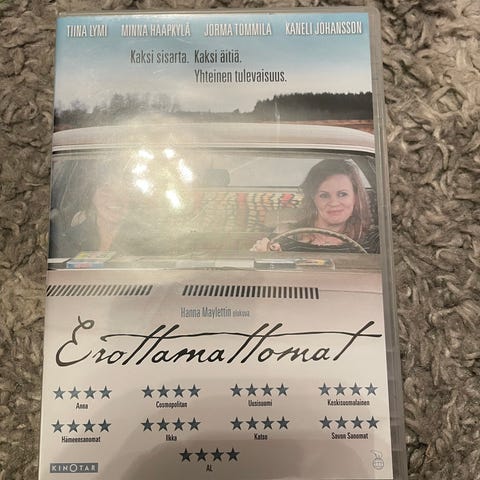 TIINA LYMI MINNA HAAPKYLÄ JORMA TOMMILA KANELI JOHANSSON
Kaksi sisarta. Kaksi äitiä.
Yhteinen tulevaisuus.
Hanna Maylettin elokuva
Erottamattomat
★★★★ ★★★★ ★★★★ ★★★★
Anna Cosmopolitan Uusisuomi Keskisuomalainen
★★★★ ★★★★ ★★★★ ★★★★
Hämeensanomat Ilkka Katso Savon Sanomat
★★★★
AL
KINOTAR